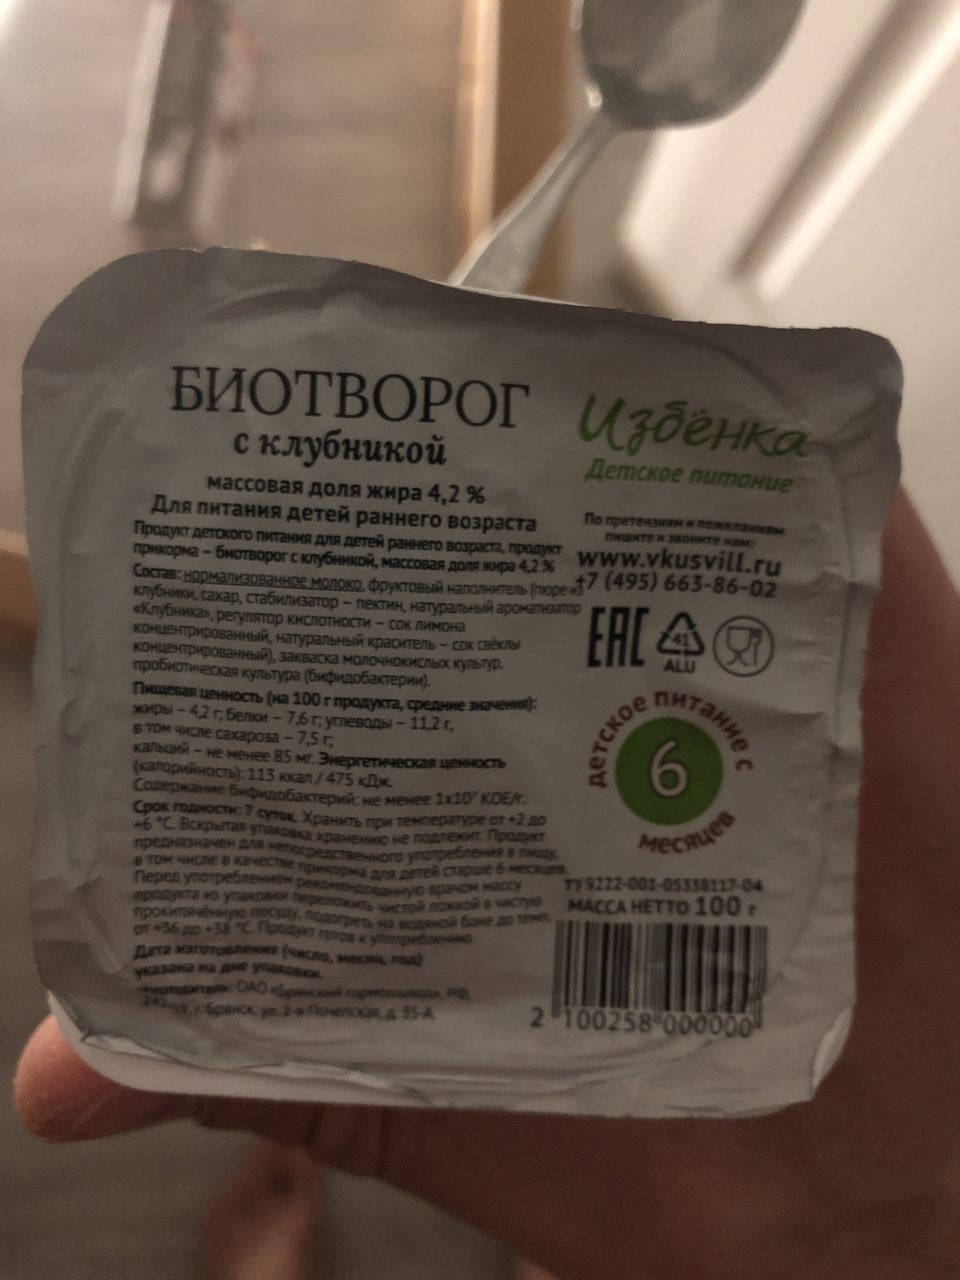 БИОТВОРОГ
с клубникой
массовая доля жира 4,2 %
Для питания детей раннего возраста
Продукт детского питания для детей раннего возраста, продукт
прикорма – биотворог с клубникой, массовая доля жира 4,2 %
Состав: нормализованное молоко, фруктовый наполнитель (пюре из
клубники, сахар, стабилизатор – пектин, натуральный ароматизатор
«Клубника», регулятор кислотности – сок лимона
концентрированный, натуральный краситель – сок свёклы
концентрированный), закваска молочнокислых культур,
пробиотическая культура (бифидобактерии).
Пищевая ценность (на 100 г продукта, средние значения):
жиры – 4,2 г; белки – 7,6 г; углеводы – 11,2 г,
в том числе сахароза – 7,5 г;
кальций – не менее 85 мг. Энергетическая ценность
(калорийность): 113 ккал / 475 кДж.
Содержание бифидобактерий: не менее 1х10⁷ КОЕ/г.
Срок годности: 7 суток. Хранить при температуре от +2 до
+6 °С. Вскрытая упаковка хранению не подлежит. Продукт
предназначен для непосредственного употребления в пищу,
в том числе в качестве прикорма для детей старше 6 месяцев.
Перед употреблением рекомендованную врачом массу
продукта из упаковки переложить чистой ложкой в чистую
прокипячённую посуду, подогреть на водяной бане до темп.
от +36 до +38 °С. Продукт готов к употреблению.
Дата изготовления (число, месяц, год)
указана на дне упаковки.
Изготовитель: ОАО «Брянский гормолзавод», РФ,
г. Брянск, ул. 2-я Почепская, д. 35-А
Избёнка
Детское питание
По претензиям и пожеланиям
пишите и звоните нам:
www.vkusvill.ru
+7 (495) 663-86-02
ЕАС
41
ALU
детское питание с
6
месяцев
ТУ 9222-001-05338117-04
МАССА НЕТТО 100 г
2 100258 000000